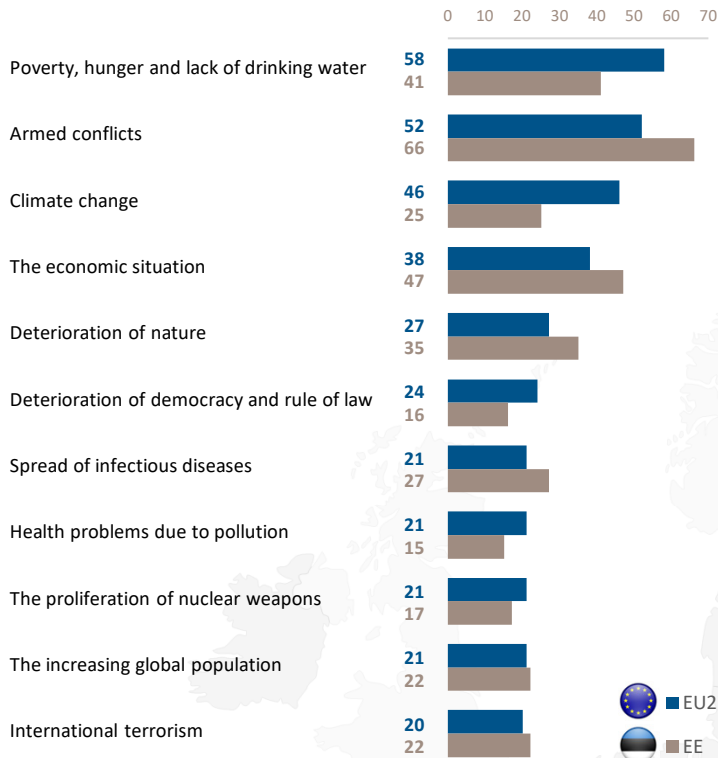 0 10 20 30 40 50 60 70
Poverty, hunger and lack of drinking water 58
41
Armed conflicts 52
66
Climate change 46
25
The economic situation 38
47
Deterioration of nature 27
35
Deterioration of democracy and rule of law 24
16
Spread of infectious diseases 21
27
Health problems due to pollution 21
15
The proliferation of nuclear weapons 21
17
The increasing global population 21
22
International terrorism 20
22
EU2
EE